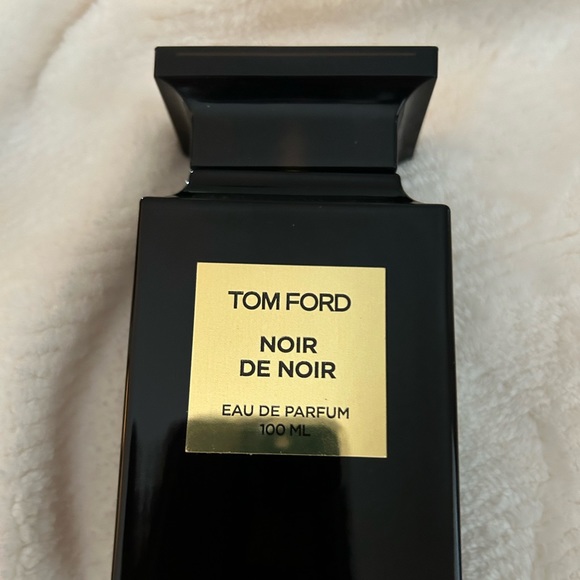 TOM FORD
NOIR
DE NOIR
EAU DE PARFUM
100 ML